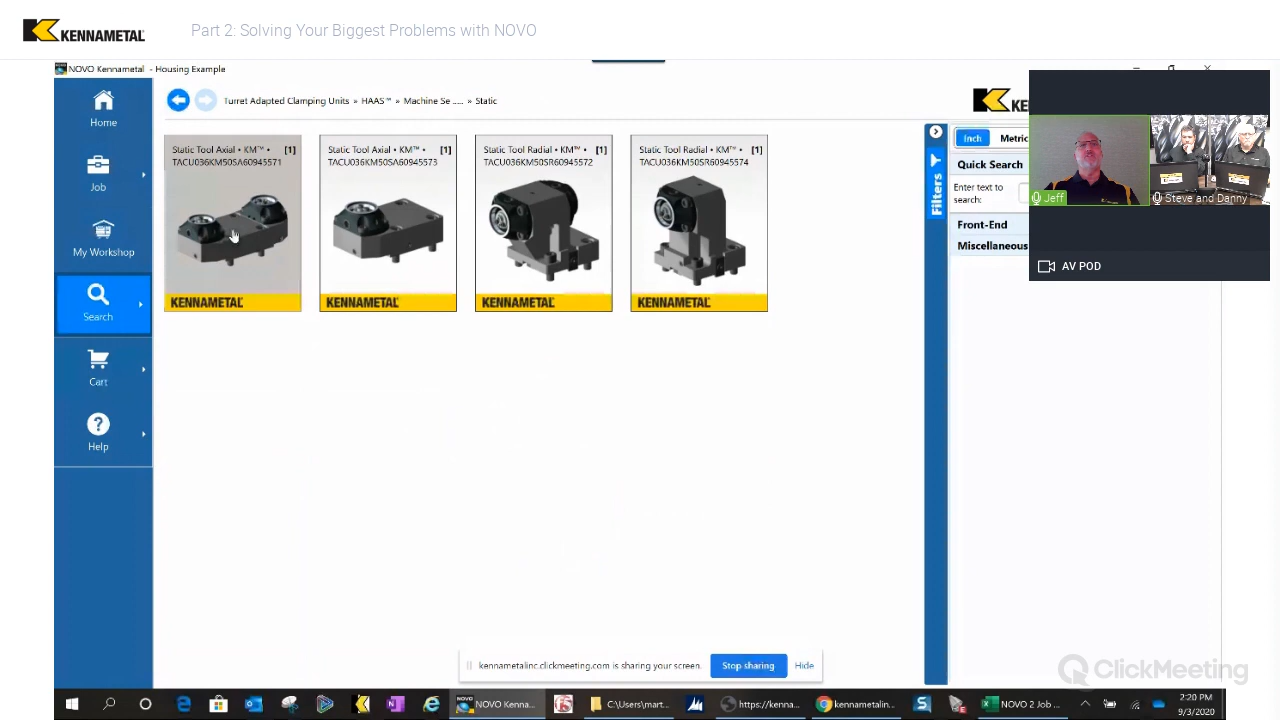 KENNAMETAL
Part 2: Solving Your Biggest Problems with NOVO
NOVO Kennametal - Housing Example
Home
Job
My Workshop
Search
Cart
Help
Turret Adapted Clamping Units » HAAS™ » Machine Se ..... » Static
Static Tool Axial • KM™ • [1]
TACU036KM50SA60945571
KENNAMETAL
Static Tool Axial • KM™ • [1]
TACU036KM50SA60945573
KENNAMETAL
Static Tool Radial • KM™ • [1]
TACU036KM50SR60945572
KENNAMETAL
Static Tool Radial • KM™ • [1]
TACU036KM50SR60945574
KENNAMETAL
Filters
Inch Metric
Quick Search
Enter text to
search:
Front-End
Miscellaneous
Jeff
Steve and Danny
AV POD
kennametalinc.clickmeeting.com is sharing your screen. Stop sharing Hide
ClickMeeting
NOVO Kenna...
C:\Users\mart...
https://kenna...
kennametalin...
NOVO 2 Job ...
2:20 PM
9/3/2020